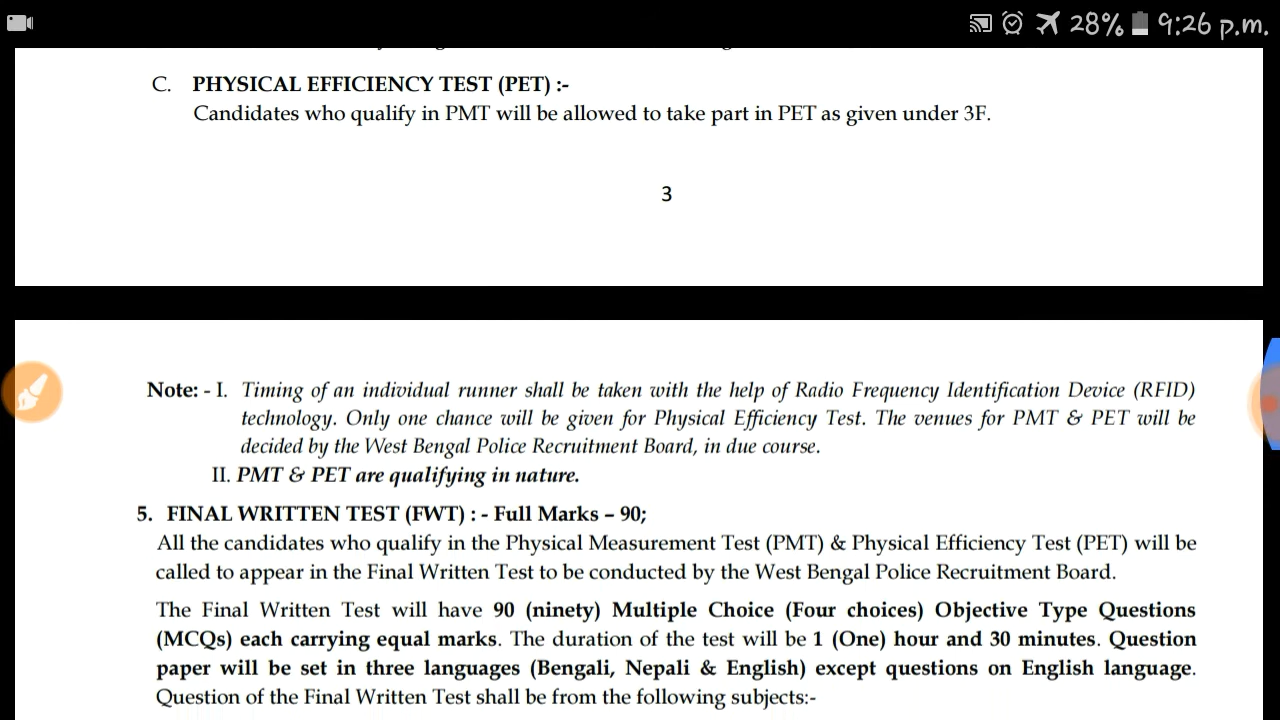 28% 9:26 p.m.
C. PHYSICAL EFFICIENCY TEST (PET) :-
Candidates who qualify in PMT will be allowed to take part in PET as given under 3F.
3
Note: - I. Timing of an individual runner shall be taken with the help of Radio Frequency Identification Device (RFID)
technology. Only one chance will be given for Physical Efficiency Test. The venues for PMT & PET will be
decided by the West Bengal Police Recruitment Board, in due course.
II. PMT & PET are qualifying in nature.
5. FINAL WRITTEN TEST (FWT) : - Full Marks – 90;
All the candidates who qualify in the Physical Measurement Test (PMT) & Physical Efficiency Test (PET) will be
called to appear in the Final Written Test to be conducted by the West Bengal Police Recruitment Board.
The Final Written Test will have 90 (ninety) Multiple Choice (Four choices) Objective Type Questions
(MCQs) each carrying equal marks. The duration of the test will be 1 (One) hour and 30 minutes. Question
paper will be set in three languages (Bengali, Nepali & English) except questions on English language.
Question of the Final Written Test shall be from the following subjects:-